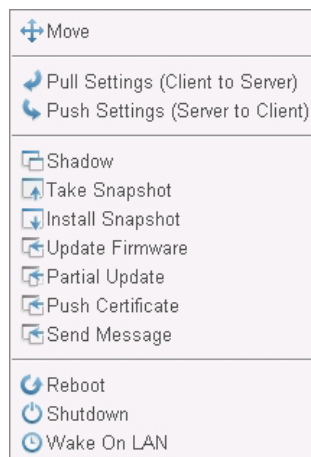 Move
Pull Settings (Client to Server)
Push Settings (Server to Client)
Shadow
Take Snapshot
Install Snapshot
Update Firmware
Partial Update
Push Certificate
Send Message
Reboot
Shutdown
Wake On LAN